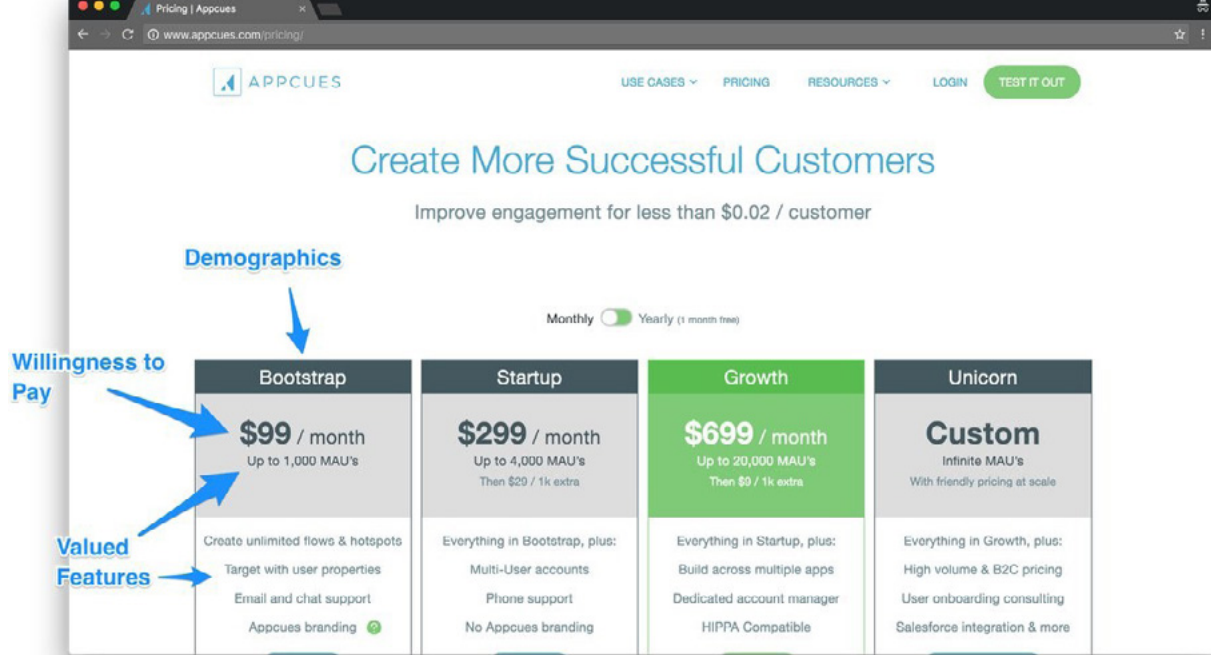 Pricing | Appcues
www.appcues.com/pricing/
APPCUES
USE CASES
PRICING
RESOURCES
LOGIN
TEST IT OUT
Create More Successful Customers
Improve engagement for less than $0.02 / customer
Demographics
Monthly
Yearly (1 month free)
Willingness to
Pay
Valued
Features
Bootstrap
$99 / month
Up to 1,000 MAU's
Create unlimited flows & hotspots
Target with user properties
Email and chat support
Appcues branding ?
Startup
$299 / month
Up to 4,000 MAU's
Then $29 / 1k extra
Everything in Bootstrap, plus:
Multi-User accounts
Phone support
No Appcues branding
Growth
$699 / month
Up to 20,000 MAU's
Then $9 / 1k extra
Everything in Startup, plus:
Build across multiple apps
Dedicated account manager
HIPPA Compatible
Unicorn
Custom
Infinite MAU's
With friendly pricing at scale
Everything in Growth, plus:
High volume & B2C pricing
User onboarding consulting
Salesforce integration & more